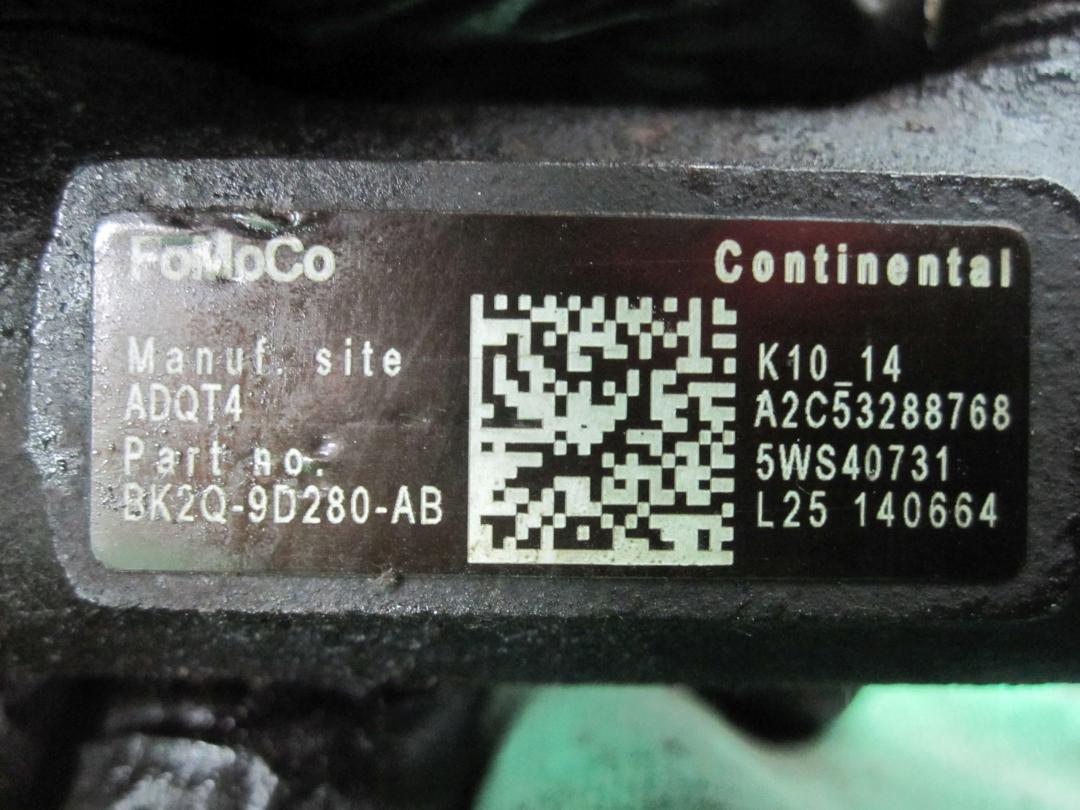 FoMoCo
Continental
Manuf. site
ADQT4
Part no.
BK2Q-9D280-AB
K10_14
A2C53288768
5WS40731
L25 140664